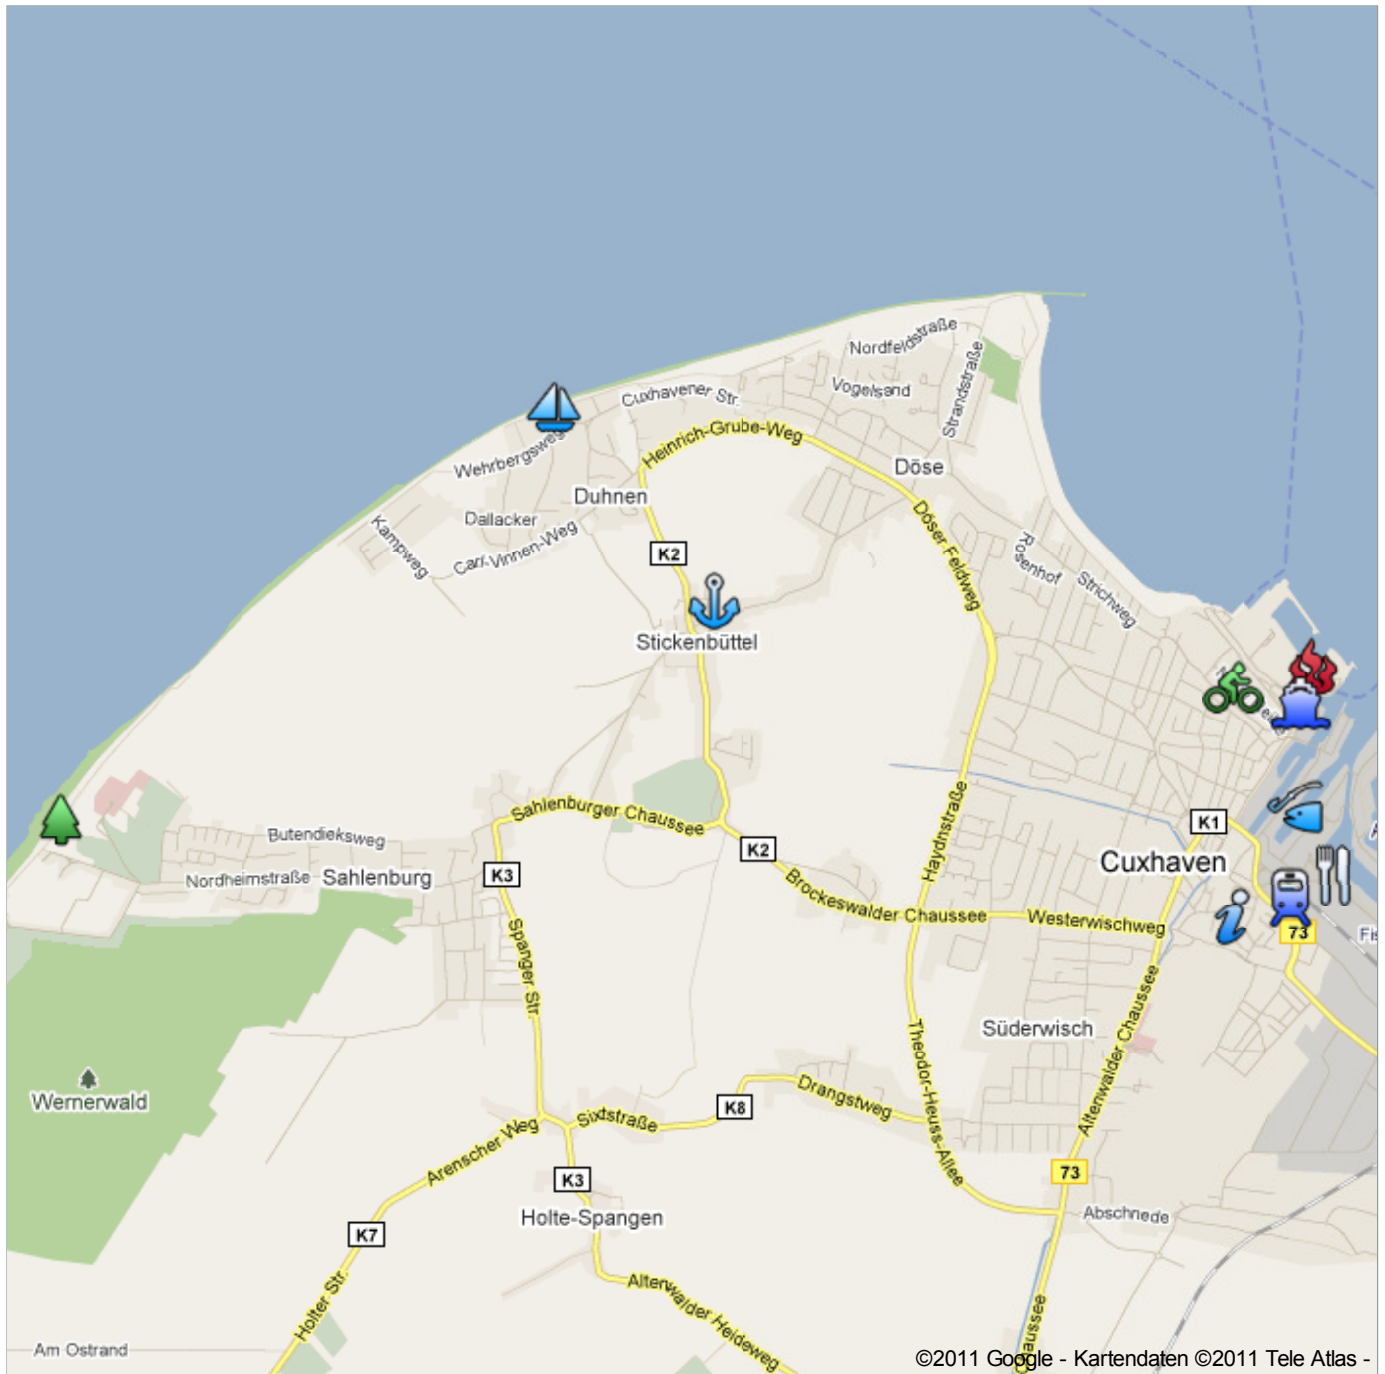 Nordfeldstraße
Vogelsand
Strandstraße
Cuxhavener Str.
Heinrich-Grube-Weg
Wehrbergsweg
Döse
Duhnen
Dallacker
Carl-Vinnen-Weg
Kampweg
K2
Döser Feldweg
Rosenhof
Strichweg
Stickenbüttel
Sahlenburger Chaussee
Butendieksweg
Nordheimstraße
Sahlenburg
K3
K2
Haydnstraße
K1
Cuxhaven
Brockeswalder Chaussee
Westerwischweg
73
Spanger Str.
Süderwisch
Altenwalder Chaussee
Theodor-Heuss-Allee
Wernerwald
Drangstweg
K8
Sixtstraße
Arenscher Weg
K3
73
Holte-Spangen
Abschnede
K7
Holter Str.
Altenwalder Heideweg
Am Ostrand
©2011 Google - Kartendaten ©2011 Tele Atlas -